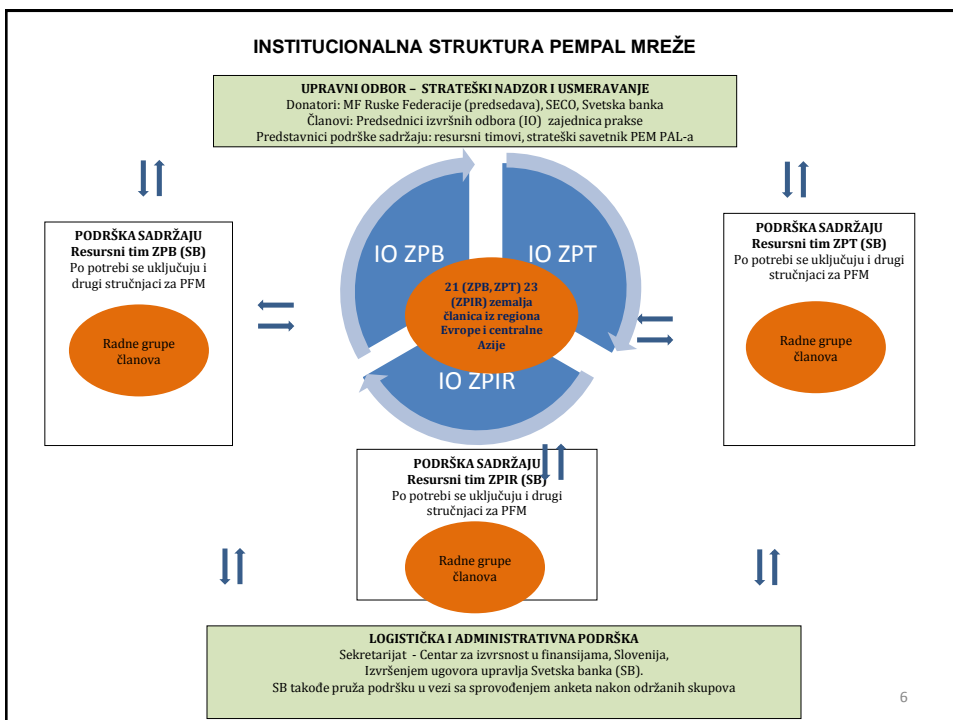 INSTITUCIONALNA STRUKTURA PEMPAL MREŽE
UPRAVNI ODBOR – STRATEŠKI NADZOR I USMERAVANJE
Donatori: MF Ruske Federacije (predsedava), SECO, Svetska banka
Članovi: Predsednici izvršnih odbora (IO) zajednica prakse
Predstavnici podrške sadržaju: resursni timovi, strateški savetnik PEM PAL-a
IO ZPB
IO ZPT
21 (ZPB, ZPT) 23
(ZPIR) zemalja
članica iz regiona
Evrope i centralne
Azije
IO ZPIR
PODRŠKA SADRŽAJU
Resursni tim ZPB (SB)
Po potrebi se uključuju i
drugi stručnjaci za PFM
Radne grupe
članova
PODRŠKA SADRŽAJU
Resursni tim ZPT (SB)
Po potrebi se uključuju i drugi
stručnjaci za PFM
Radne grupe
članova
PODRŠKA SADRŽAJU
Resursni tim ZPIR (SB)
Po potrebi se uključuju i drugi
stručnjaci za PFM
Radne grupe
članova
LOGISTIČKA I ADMINISTRATIVNA PODRŠKA
Sekretarijat - Centar za izvrsnost u finansijama, Slovenija,
Izvršenjem ugovora upravlja Svetska banka (SB).
SB takođe pruža podršku u vezi sa sprovođenjem anketa nakon održanih skupova
6